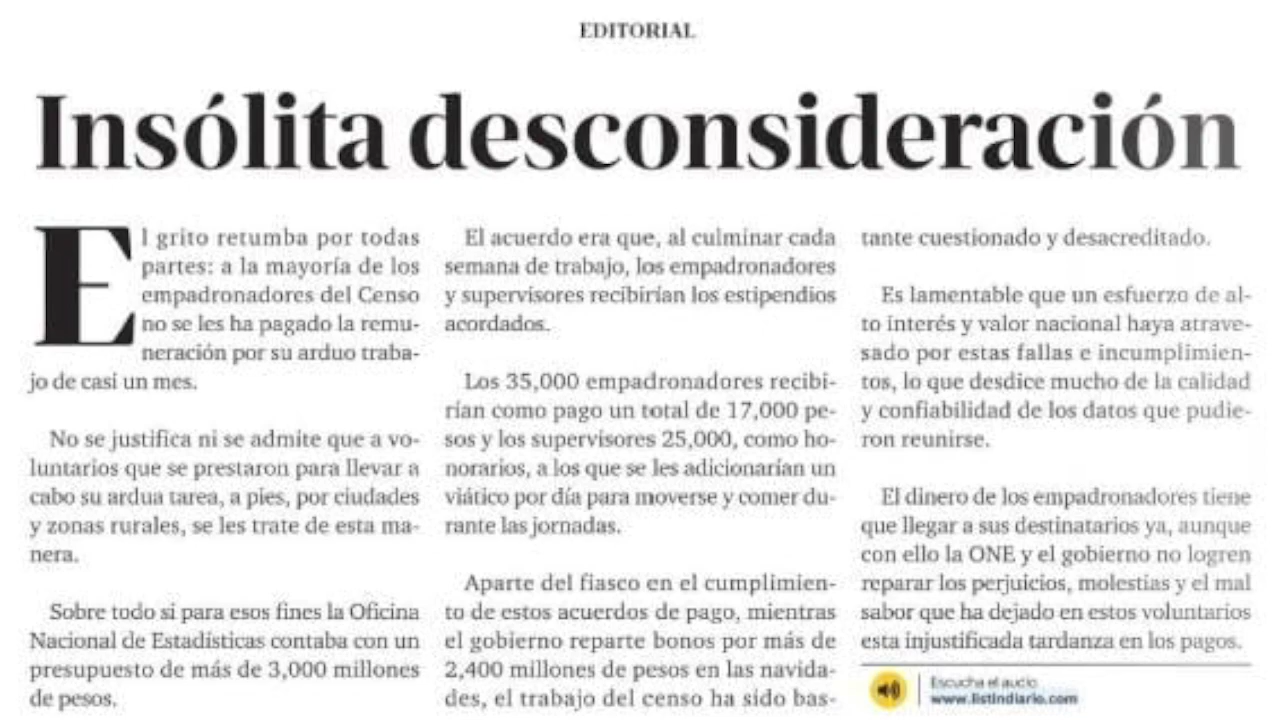 EDITORIAL
Insólita desconsideración
El grito retumba por todas
partes: a la mayoría de los
empadronadores del Censo
no se les ha pagado la remu-
neración por su arduo traba-
jo de casi un mes.
No se justifica ni se admite que a vo-
luntarios que se prestaron para llevar a
cabo su ardua tarea, a pies, por ciudades
y zonas rurales, se les trate de esta ma-
nera.
Sobre todo si para esos fines la Oficina
Nacional de Estadísticas contaba con un
presupuesto de más de 3,000 millones
de pesos.
El acuerdo era que, al culminar cada
semana de trabajo, los empadronadores
y supervisores recibirían los estipendios
acordados.
Los 35,000 empadronadores recibi-
rían como pago un total de 17,000 pe-
sos y los supervisores 25,000, como ho-
norarios, a los que se les adicionarían un
viático por día para moverse y comer du-
rante las jornadas.
Aparte del fiasco en el cumplimien-
to de estos acuerdos de pago, mientras
el gobierno reparte bonos por más de
2,400 millones de pesos en las navida-
des, el trabajo del censo ha sido bas-
tante cuestionado y desacreditado.
Es lamentable que un esfuerzo de al-
to interés y valor nacional haya atrave-
sado por estas fallas e incumplimien-
tos, lo que desdice mucho de la calidad
y confiabilidad de los datos que pudie-
ron reunirse.
El dinero de los empadronadores tiene
que llegar a sus destinatarios ya, aunque
con ello la ONE y el gobierno no logren
reparar los perjuicios, molestias y el mal
sabor que ha dejado en estos voluntarios
esta injustificada tardanza en los pagos.
Escucha el audio
www.listindiario.com